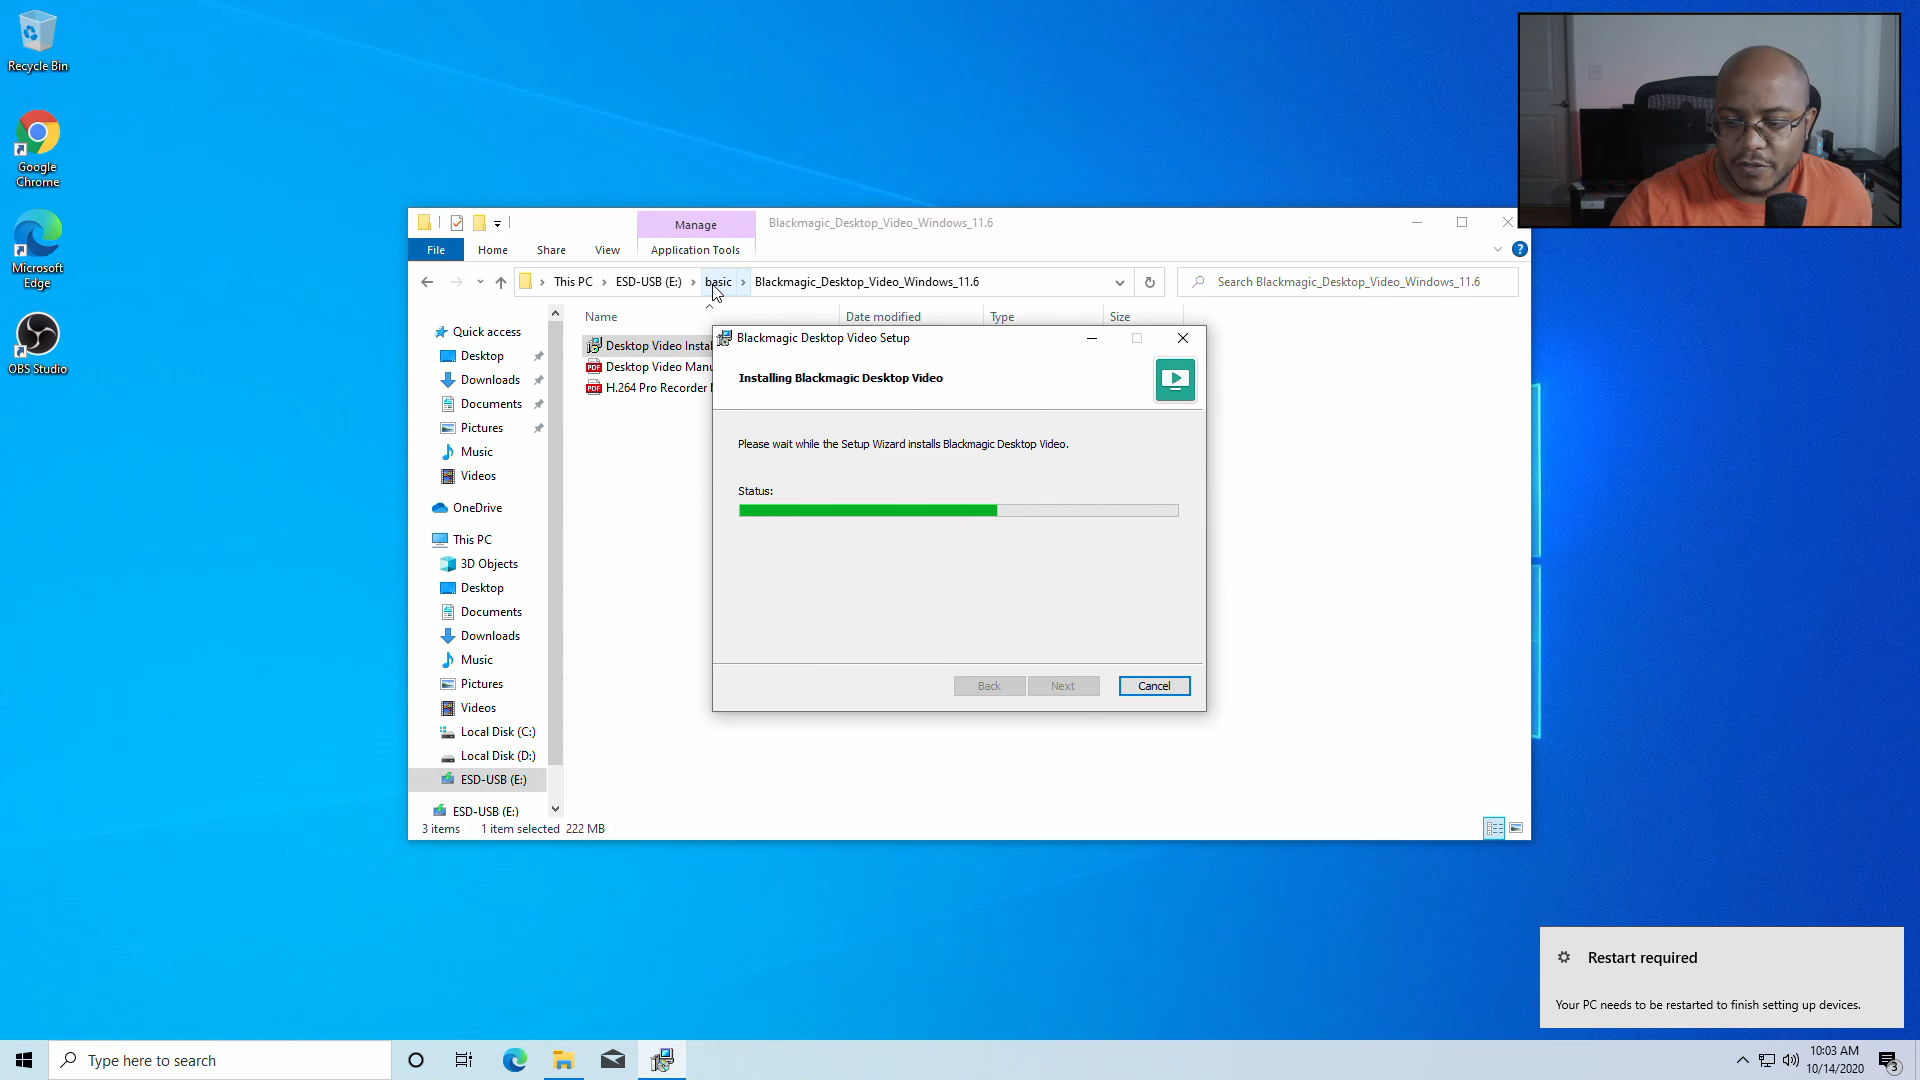 Recycle Bin
Google
Chrome
Microsoft
Edge
OBS Studio
Manage
Blackmagic_Desktop_Video_Windows_11.6
File
Home
Share
View
Application Tools
This PC
ESD-USB (E:)
basic
Blackmagic_Desktop_Video_Windows_11.6
Search Blackmagic_Desktop_Video_Windows_11.6
Name
Date modified
Type
Size
Quick access
Desktop
Downloads
Documents
Pictures
Music
Videos
OneDrive
This PC
3D Objects
Desktop
Documents
Downloads
Music
Pictures
Videos
Local Disk (C:)
Local Disk (D:)
ESD-USB (E:)
ESD-USB (E:)
Desktop Video Instal
PDF Desktop Video Manu
PDF H.264 Pro Recorder
Blackmagic Desktop Video Setup
Installing Blackmagic Desktop Video
Please wait while the Setup Wizard installs Blackmagic Desktop Video.
Status:
Back
Next
Cancel
3 items
1 item selected 222 MB
Restart required
Your PC needs to be restarted to finish setting up devices.
Type here to search
10:03 AM
10/14/2020
3